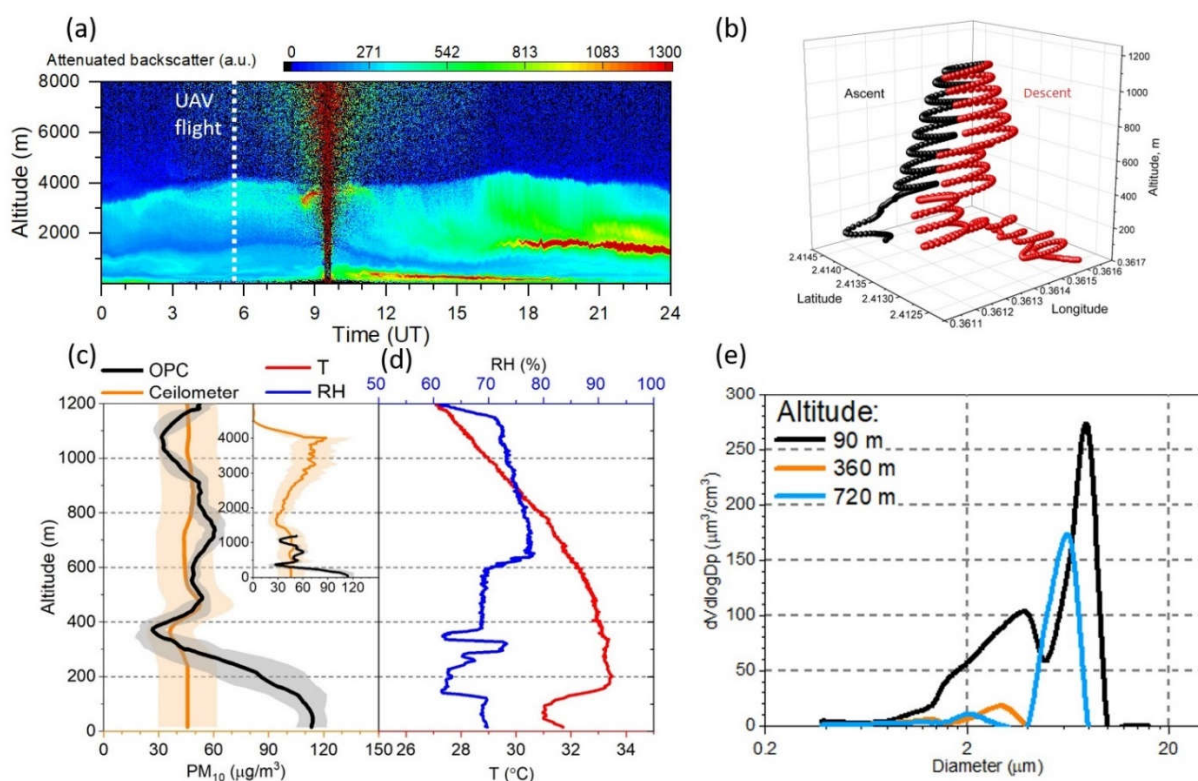 (a)
Attenuated backscatter (a.u.)
0 271 542 813 1083 1300
8000
6000
4000
2000
Altitude (m)
UAV
flight
0 3 6 9 12 15 18 21 24
Time (UT)
(b)
Ascent
Descent
1200
1000
800
600
400
200
Altitude, m
2.4145
2.4140
2.4135
2.4130
2.4125
Latitude
0.3611
0.3612
0.3613
0.3614
0.3615
0.3616
0.3617
Longitude
(c)
OPC
Ceilometer
1200
1000
800
600
400
200
0
Altitude (m)
4000
3000
2000
1000
0
0 30 60 90 120
0 30 60 90 120 150
PM10 (µg/m³)
(d)
T
RH
RH (%)
50 60 70 80 90 100
26 28 30 32 34
T (°C)
(e)
Altitude:
90 m
360 m
720 m
300
250
200
150
100
50
0
dVdlogDp (µm³/cm³)
0.2 2 20
Diameter (µm)